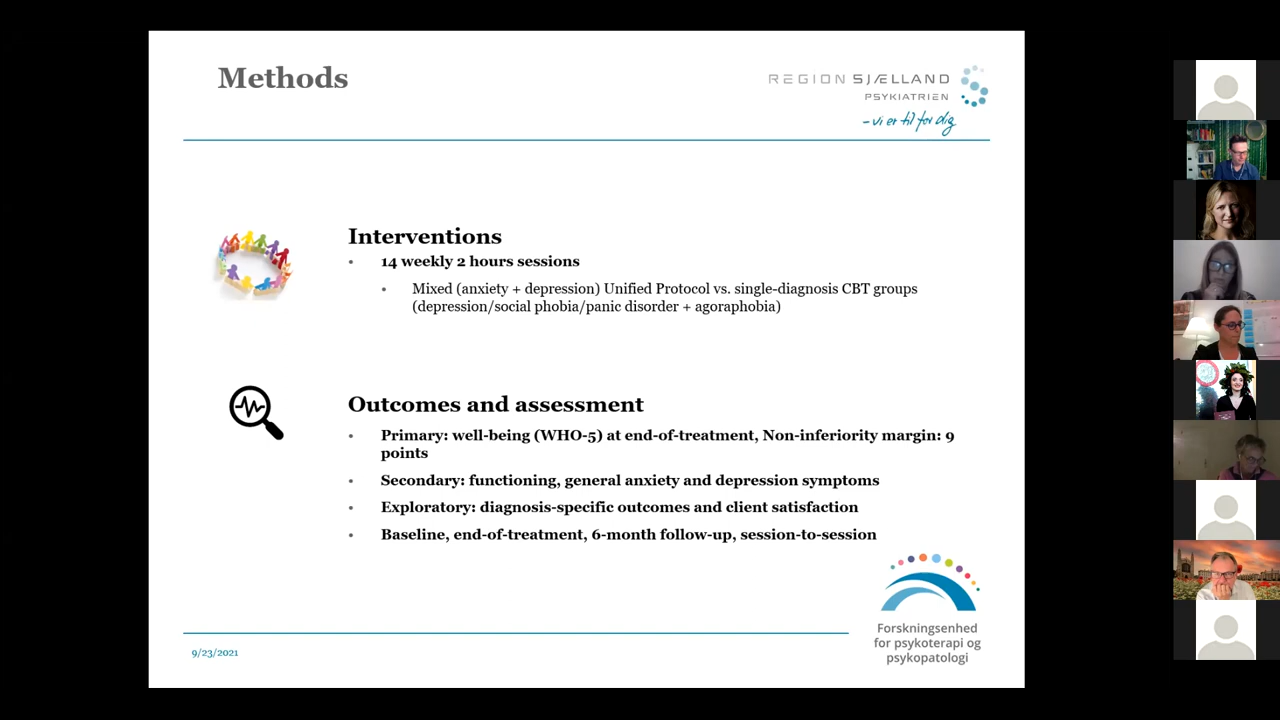 Methods
REGION SJÆLLAND
PSYKIATRIEN
- vi er til for dig
Interventions
• 14 weekly 2 hours sessions
• Mixed (anxiety + depression) Unified Protocol vs. single-diagnosis CBT groups
(depression/social phobia/panic disorder + agoraphobia)
Outcomes and assessment
• Primary: well-being (WHO-5) at end-of-treatment, Non-inferiority margin: 9
points
• Secondary: functioning, general anxiety and depression symptoms
• Exploratory: diagnosis-specific outcomes and client satisfaction
• Baseline, end-of-treatment, 6-month follow-up, session-to-session
Forskningsenhed
for psykoterapi og
psykopatologi
9/23/2021